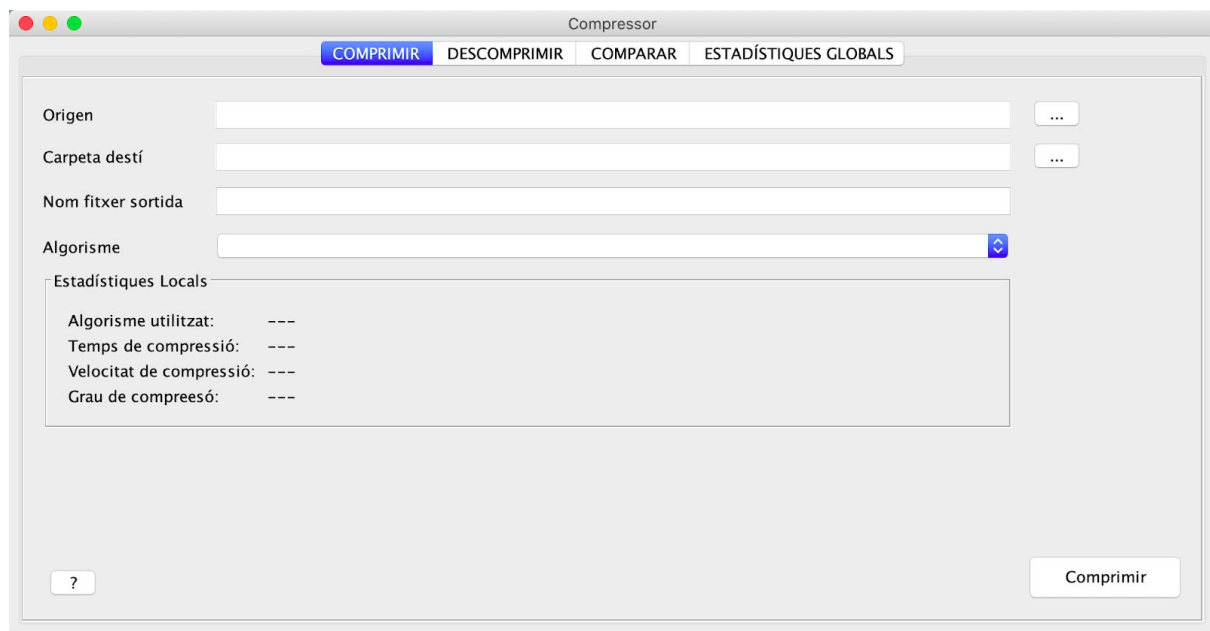 Compressor
COMPRIMIR DESCOMPRIMIR COMPARAR ESTADÍSTIQUES GLOBALS
Origen ...
Carpeta destí ...
Nom fitxer sortida
Algorisme
Estadístiques Locals
Algorisme utilitzat: ---
Temps de compressió: ---
Velocitat de compressió: ---
Grau de compreesó: ---
? Comprimir